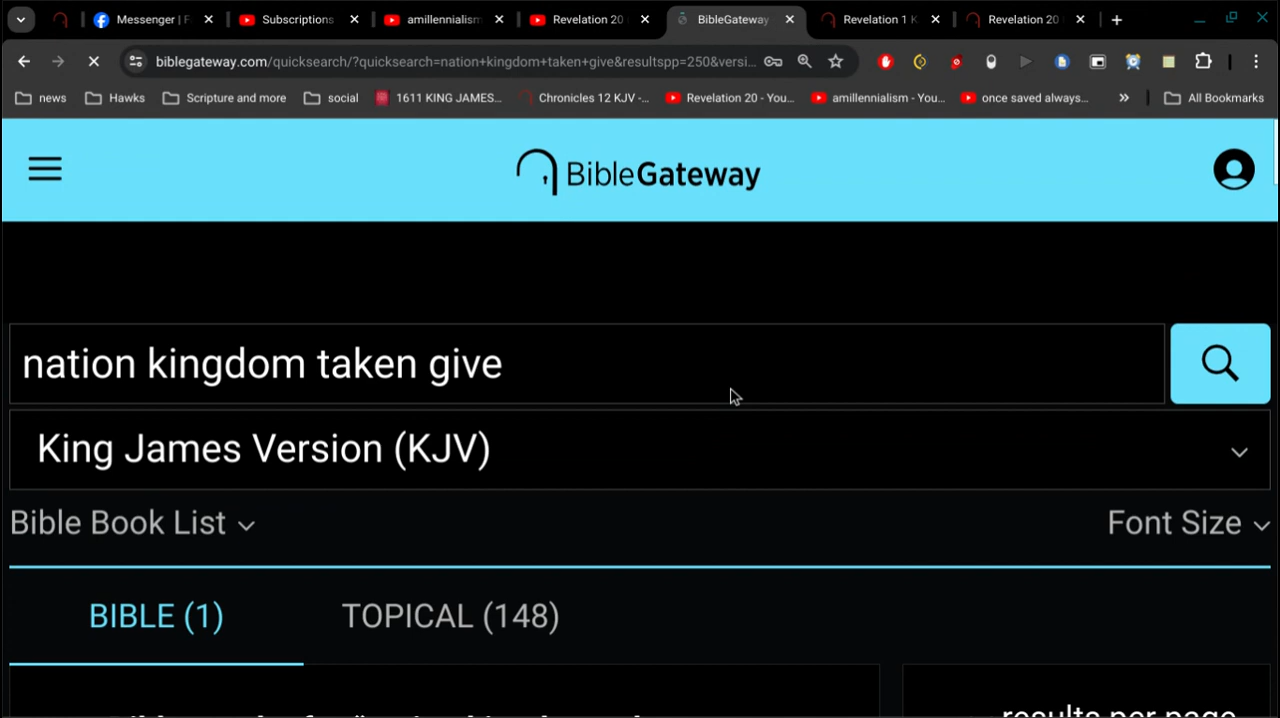 Messenger | F
Subscriptions
amillennialism
Revelation 20
BibleGateway
Revelation 1 K
Revelation 20
biblegateway.com/quicksearch/?quicksearch=nation+kingdom+taken+give&resultspp=250&versi...
news
Hawks
Scripture and more
social
1611 KING JAMES...
Chronicles 12 KJV -...
Revelation 20 - You...
amillennialism - You...
once saved always...
All Bookmarks
BibleGateway
nation kingdom taken give
King James Version (KJV)
Bible Book List
Font Size
BIBLE (1)
TOPICAL (148)
results per page